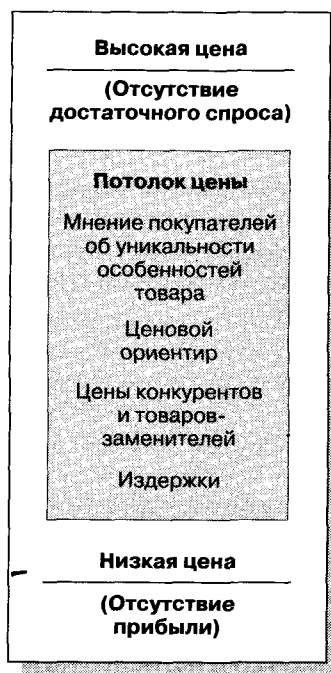 Высокая цена
(Отсутствие
достаточного спроса)
Потолок цены
Мнение покупателей
об уникальности
особенностей
товара
Ценовой
ориентир
Цены конкурентов
и товаров-
заменителей
Издержки
Низкая цена
(Отсутствие
прибыли)